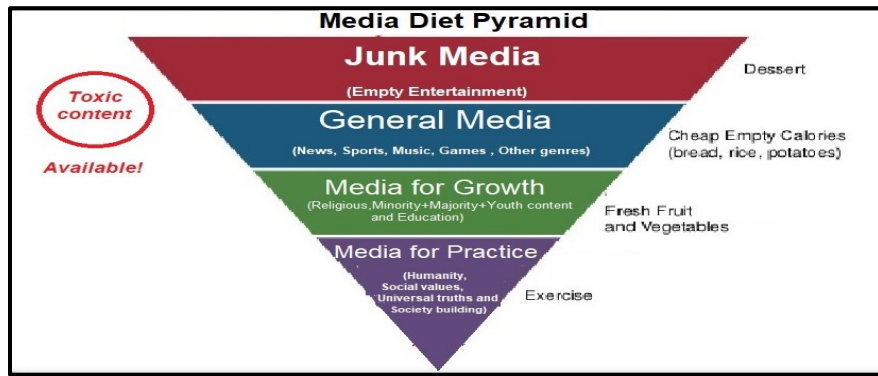 Media Diet Pyramid
Junk Media
(Empty Entertainment)
Dessert
Toxic
content
Available!
General Media
(News, Sports, Music, Games , Other genres)
Cheap Empty Calories
(bread, rice, potatoes)
Media for Growth
(Religious,Minority+Majority+Youth content
and Education)
Fresh Fruit
and Vegetables
Media for Practice
(Humanity,
Social values,
Universal truths and
Society building)
Exercise